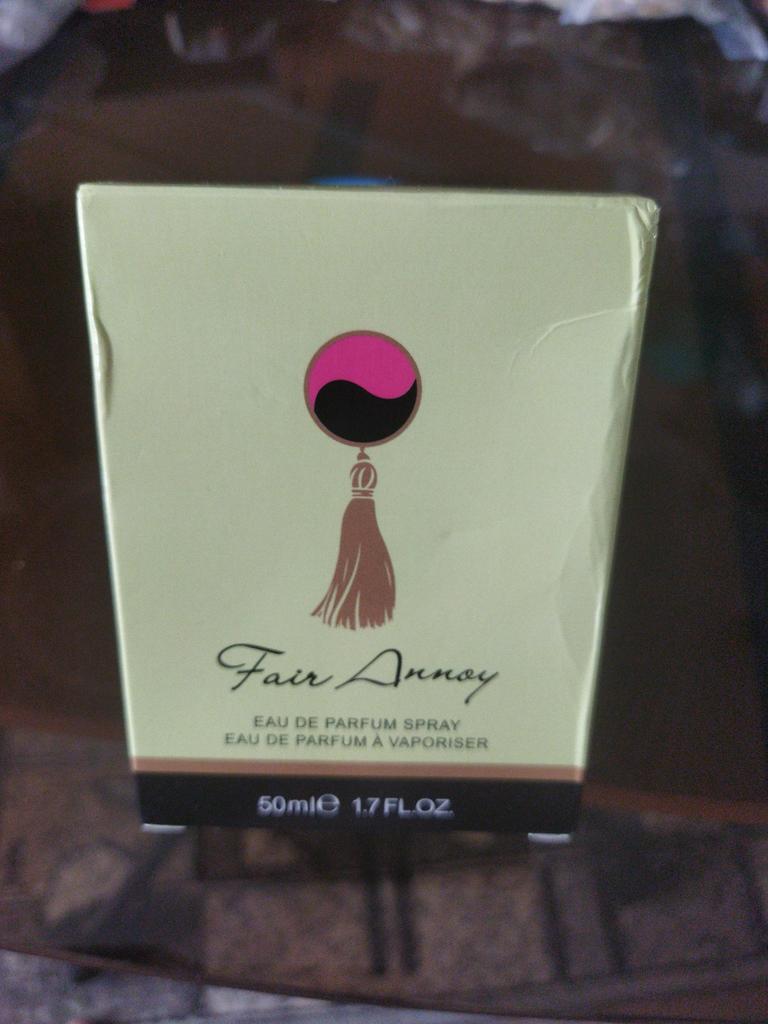 Fair Annoy
EAU DE PARFUM SPRAY
EAU DE PARFUM À VAPORISER
50ml℮ 1.7 FL.OZ.